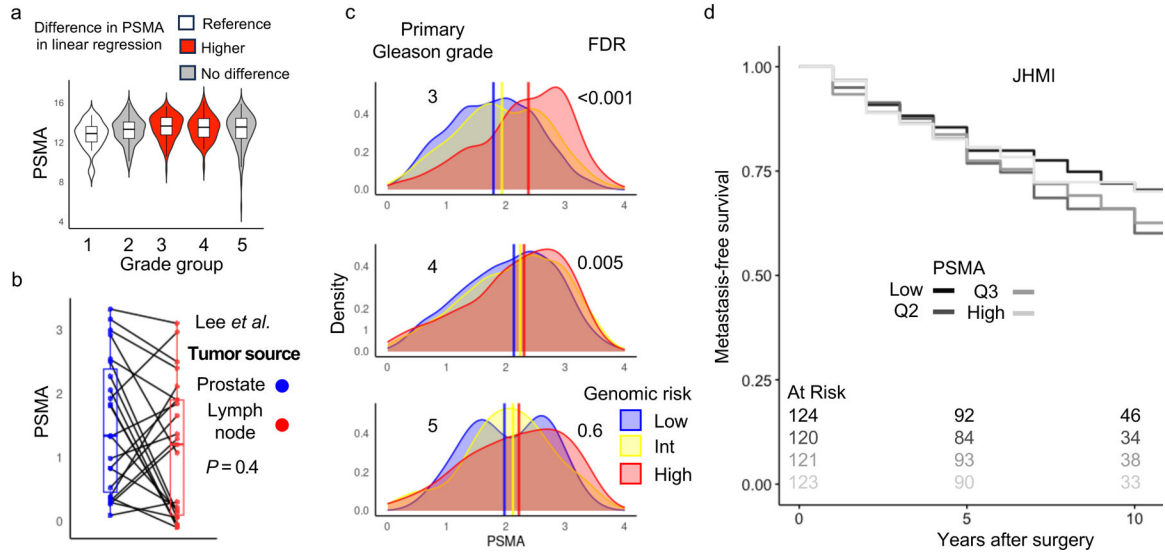 a
Difference in PSMA
in linear regression
Reference
Higher
No difference
PSMA
16
12
8
4
1 2 3 4 5
Grade group
b
PSMA
3
2
1
0
Lee et al.
Tumor source
Prostate
Lymph
node
P = 0.4
c
Primary
Gleason grade
FDR
3
<0.001
0.4
0.2
0.0
0 1 2 3 4
4
0.005
Density
0.4
0.2
1
0.0
0 1 2 3 4
5
0.6
Genomic risk
Low
Int
High
0.4
0.2
0.0
0 1 2 3 4
PSMA
d
JHMI
Metastasis-free survival
1.00
0.75
0.50
0.25
0.00
PSMA
Low Q3
Q2 High
At Risk
124 92 46
120 84 34
121 93 38
123 90 33
0 5 10
Years after surgery